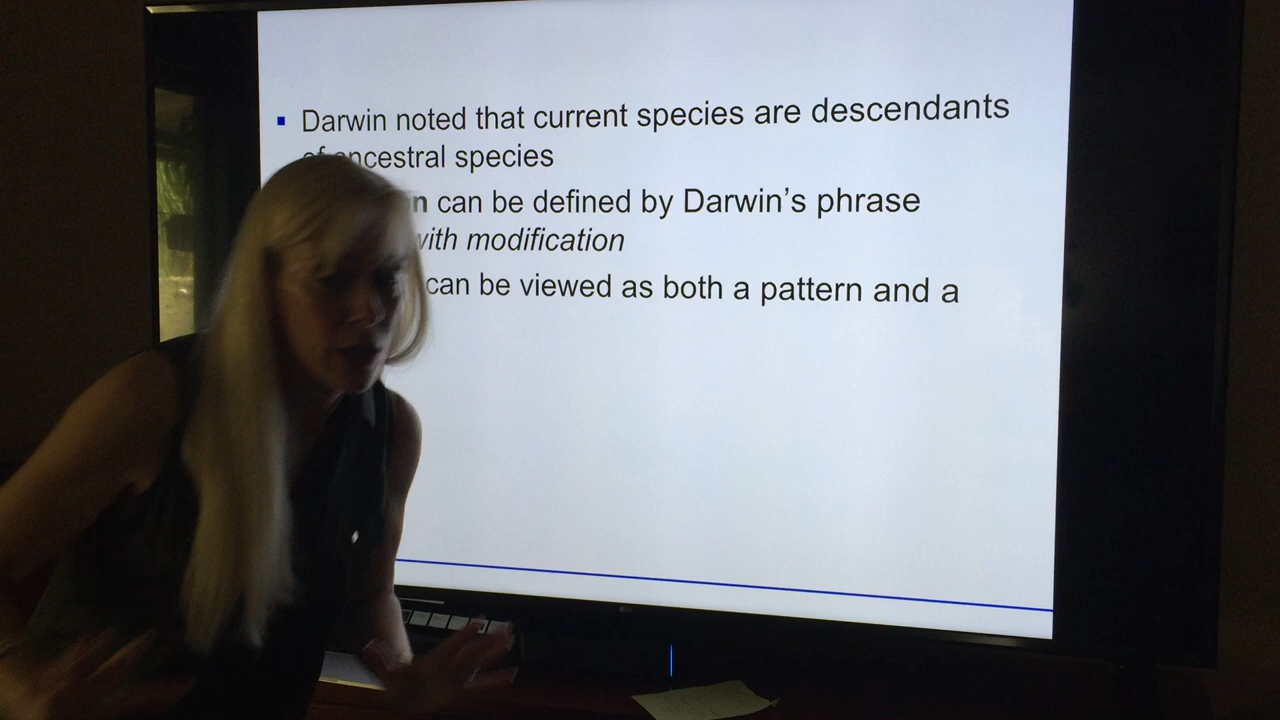 Darwin noted that current species are descendants
of ancestral species
can be defined by Darwin's phrase
with modification
can be viewed as both a pattern and a